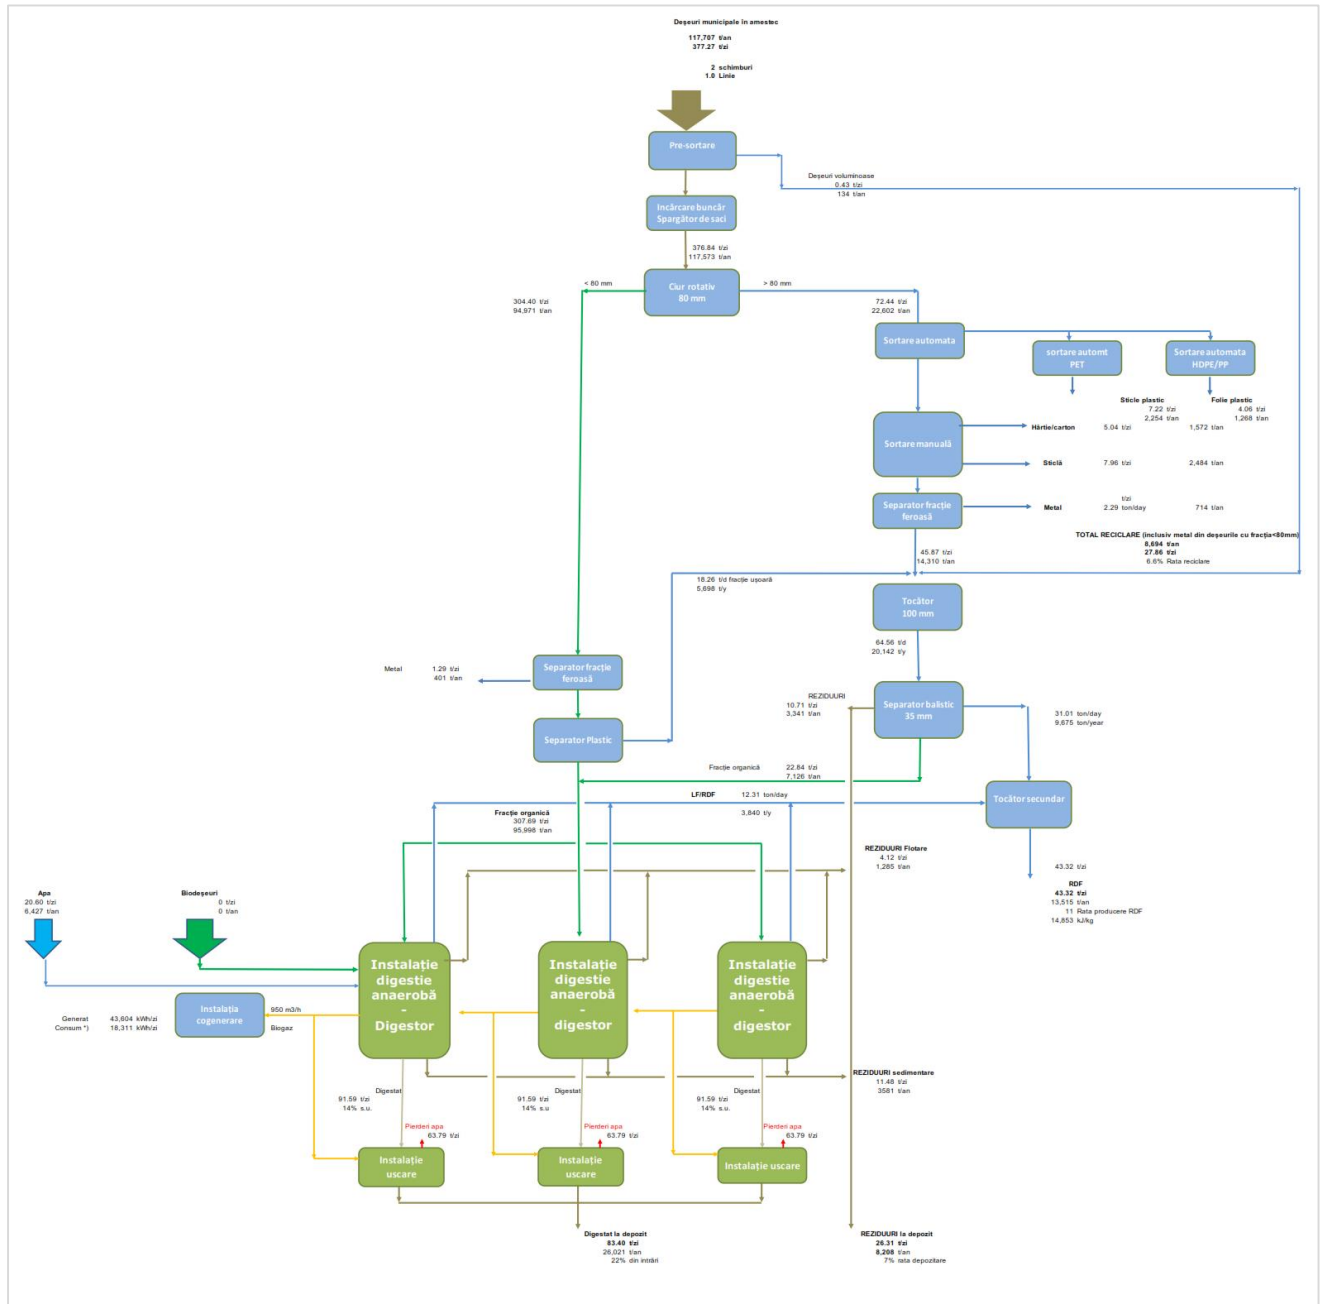 Deșeuri municipale în amestec
117,707 t/an
377.27 t/zi
2 schimburi
1.0 Linie
Pre-sortare
Deșeuri voluminoase
0.43 t/zi
134 t/an
Incărcare buncăr
Spargător de saci
376.84 t/zi
117,573 t/an
< 80 mm
Ciur rotativ
80 mm
> 80 mm
304.40 t/zi
94,971 t/an
72.44 t/zi
22,602 t/an
Sortare automata
sortare automt
PET
Sortare automata
HDPE/PP
Sticle plastic
7.22 t/zi
2,254 t/an
Folie plastic
4.06 t/zi
1,268 t/an
Hârtie/carton 5.04 t/zi 1,572 t/an
Sortare manuală
Sticlă 7.96 t/zi 2,484 t/an
Separator fracție
feroasă
t/zi
Metal 2.29 ton/day 714 t/an
TOTAL RECICLARE (inclusiv metal din deșeurile cu fracția<80mm)
8,694 t/an
27.86 t/zi
6.6% Rata reciclare
45.87 t/zi
14,310 t/an
18.26 t/d fracție ușoară
5,698 t/y
Tocător
100 mm
64.56 t/d
20,142 t/y
Metal 1.29 t/zi
401 t/an
Separator fracție
feroasă
REZIDUURI
10.71 t/zi
3,341 t/an
Separator balistic
35 mm
31.01 ton/day
9,675 ton/year
Separator Plastic
Fracție organică 22.84 t/zi
7,126 t/an
LF/RDF 12.31 ton/day
3,840 t/y
Tocător secundar
Fracție organică
307.69 t/zi
95,998 t/an
REZIDUURI Flotare
4.12 t/zi
1,285 t/an
43.32 t/zi
RDF
43.32 t/zi
13,515 t/an
11 Rata producere RDF
14,853 kJ/kg
Apa
20.60 t/zi
6,427 t/an
Biodeșeuri
0 t/zi
0 t/an
Instalație
digestie
anaerobă
-
Digestor
Instalație
digestie
anaerobă
-
digestor
Instalație
digestie
anaerobă
-
digestor
Instalația
cogenerare
950 m3/h
Biogaz
Generat 43,604 kWh/zi
Consum *) 18,311 kWh/zi
REZIDUURI sedimentare
11.48 t/zi
3581 t/an
Digestat
91.59 t/zi
14% s.u.
Digestat
91.59 t/zi
14% s.u
Digestat
91.59 t/zi
14% s.u.
Pierderi apa
63.79 t/zi
Pierderi apa
63.79 t/zi
Pierderi apa
63.79 t/zi
Instalație
uscare
Instalație
uscare
Instalație uscare
Digestat la depozit
83.40 t/zi
26,021 t/an
22% din intrări
REZIDUURI la depozit
26.31 t/zi
8,208 t/an
7% rata depozitare